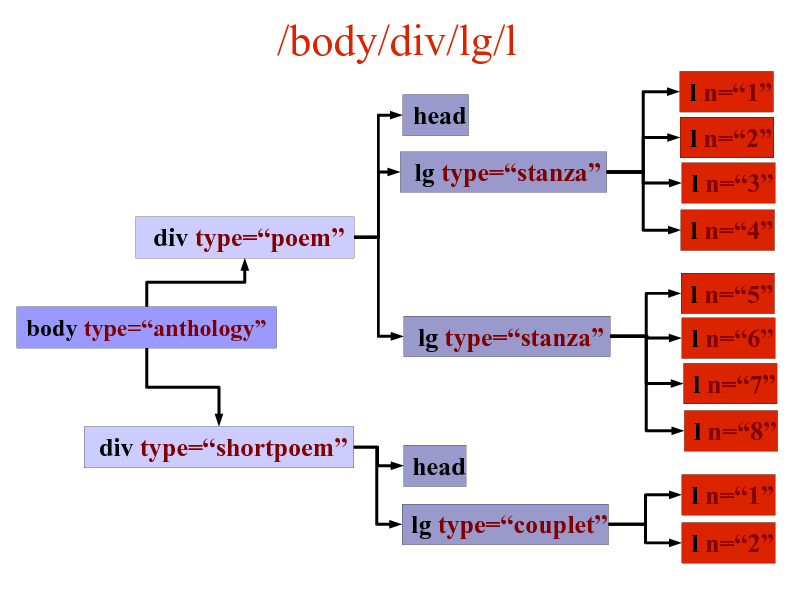 /body/div/lg/l
head
lg type=“stanza”
l n=“1”
l n=“2”
l n=“3”
l n=“4”
div type=“poem”
body type=“anthology”
lg type=“stanza”
l n=“5”
l n=“6”
l n=“7”
l n=“8”
div type=“shortpoem”
head
lg type=“couplet”
l n=“1”
l n=“2”